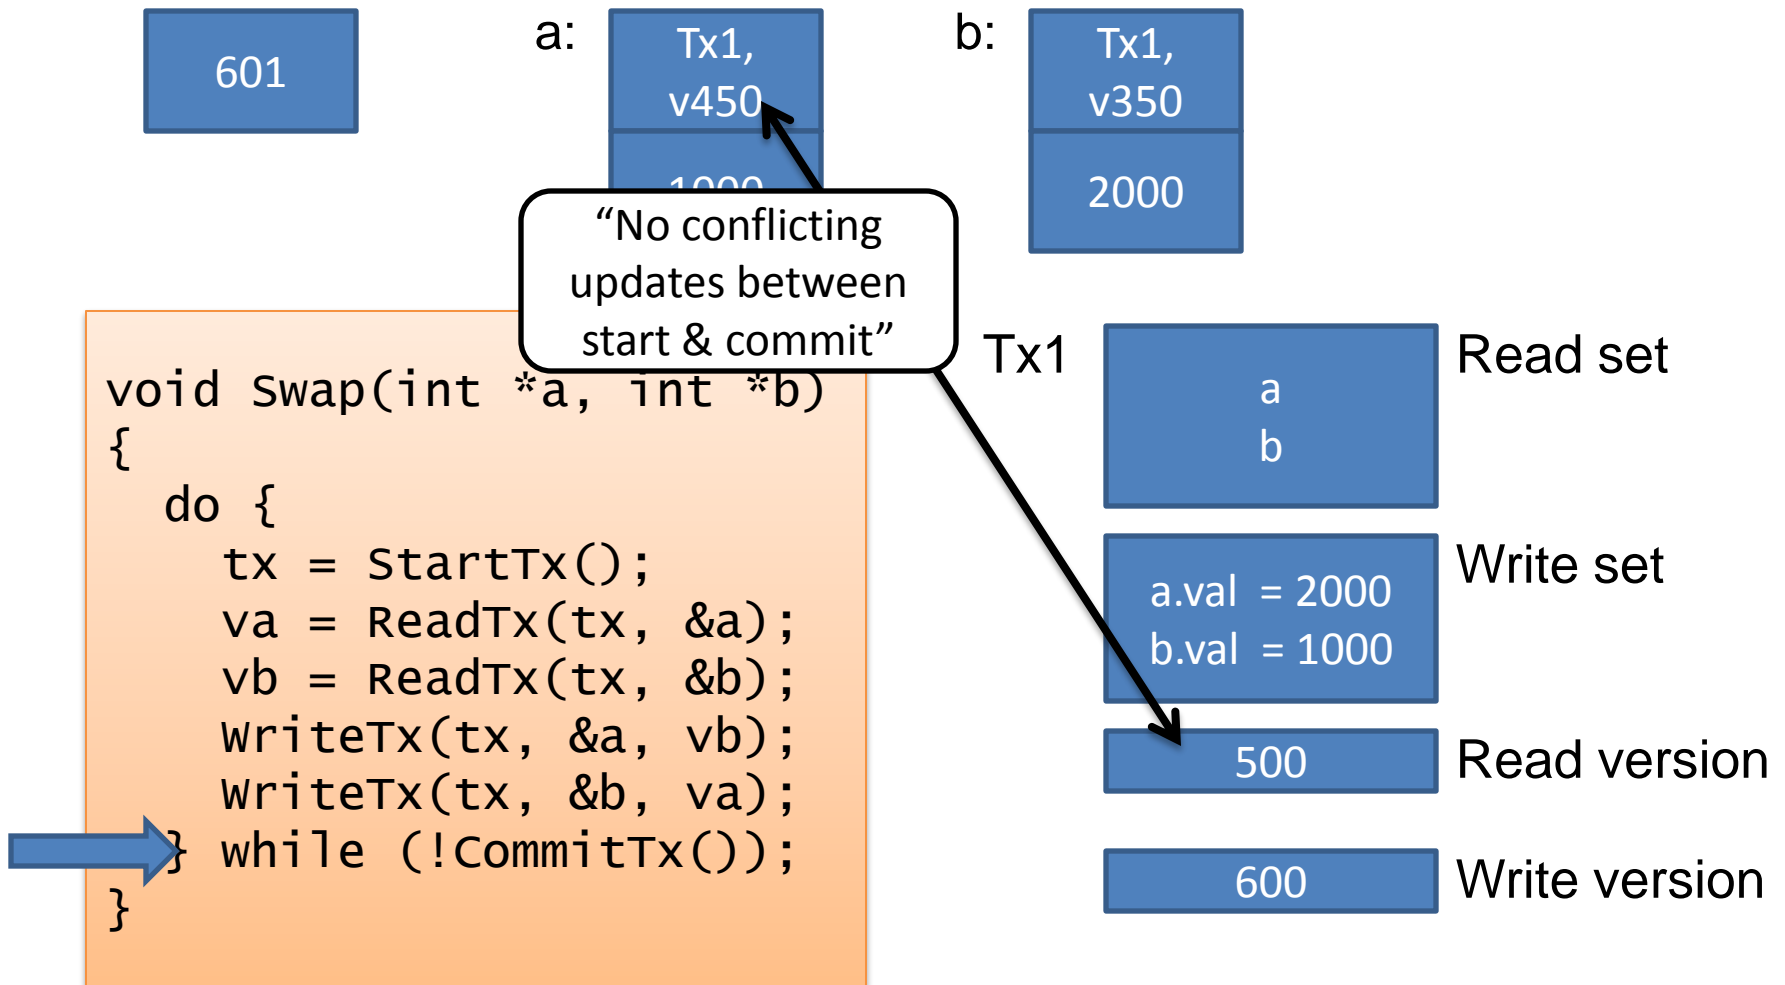 601
a:
Tx1,
v450
1000
b:
Tx1,
v350
2000
“No conflicting
updates between
start & commit”
void Swap(int *a, int *b)
{
do {
tx = StartTx();
va = ReadTx(tx, &a);
vb = ReadTx(tx, &b);
WriteTx(tx, &a, vb);
WriteTx(tx, &b, va);
} while (!CommitTx());
}
Tx1
a
b
Read set
a.val = 2000
b.val = 1000
Write set
500
Read version
600
Write version